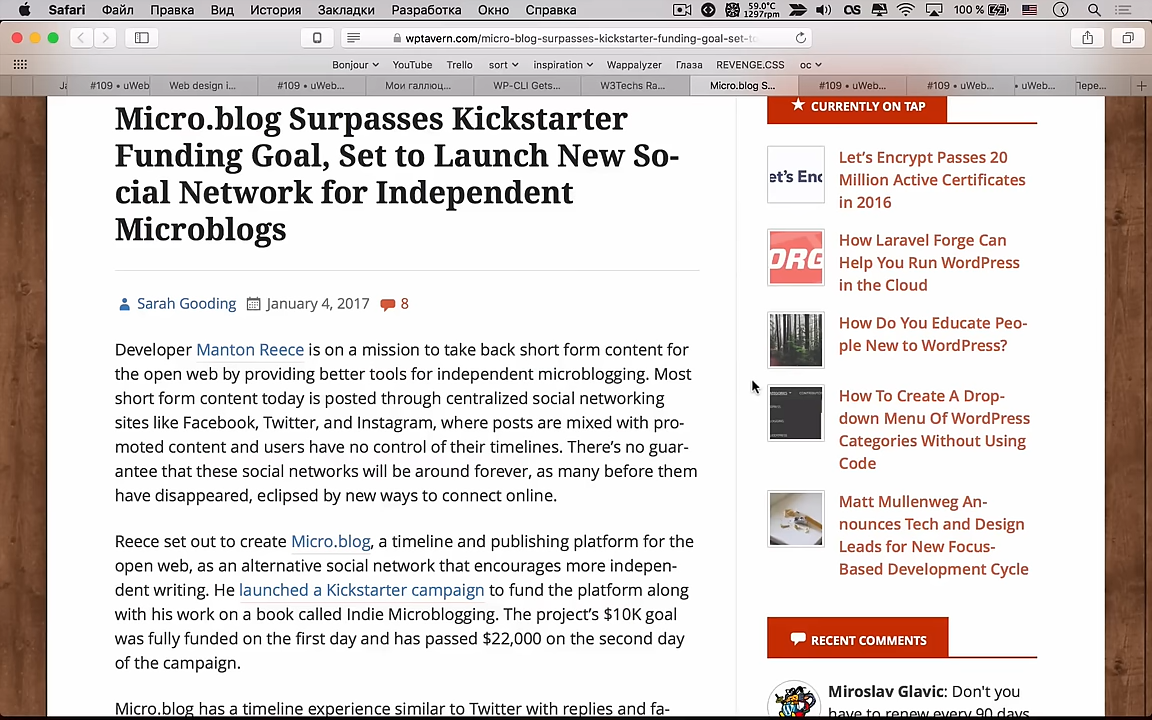 Safari Файл Правка Вид История Закладки Разработка Окно Справка 59.0°C 1297rpm 100 %
wptavern.com/micro-blog-surpasses-kickstarter-funding-goal-set-to-
Bonjour YouTube Trello sort inspiration Wappalyzer Глаза REVENGE.CSS ос
#109 • uWeb Web design i... #109 • uWeb... Мои галлюц... WP-CLI Gets... W3Techs Ra... Micro.blog S... #109 • uWeb... #109 • uWeb... • uWeb... Пере...
Micro.blog Surpasses Kickstarter
Funding Goal, Set to Launch New So-
cial Network for Independent
Microblogs
Sarah Gooding January 4, 2017 8
Developer Manton Reece is on a mission to take back short form content for
the open web by providing better tools for independent microblogging. Most
short form content today is posted through centralized social networking
sites like Facebook, Twitter, and Instagram, where posts are mixed with pro-
moted content and users have no control of their timelines. There's no guar-
antee that these social networks will be around forever, as many before them
have disappeared, eclipsed by new ways to connect online.
Reece set out to create Micro.blog, a timeline and publishing platform for the
open web, as an alternative social network that encourages more indepen-
dent writing. He launched a Kickstarter campaign to fund the platform along
with his work on a book called Indie Microblogging. The project's $10K goal
was fully funded on the first day and has passed $22,000 on the second day
of the campaign.
Micro.blog has a timeline experience similar to Twitter with replies and fa-
CURRENTLY ON TAP
et's Enc
Let's Encrypt Passes 20
Million Active Certificates
in 2016
ORG
How Laravel Forge Can
Help You Run WordPress
in the Cloud
How Do You Educate Peo-
ple New to WordPress?
How To Create A Drop-
down Menu Of WordPress
Categories Without Using
Code
Matt Mullenweg An-
nounces Tech and Design
Leads for New Focus-
Based Development Cycle
RECENT COMMENTS
Miroslav Glavic: Don't you
have to renew every 90 days